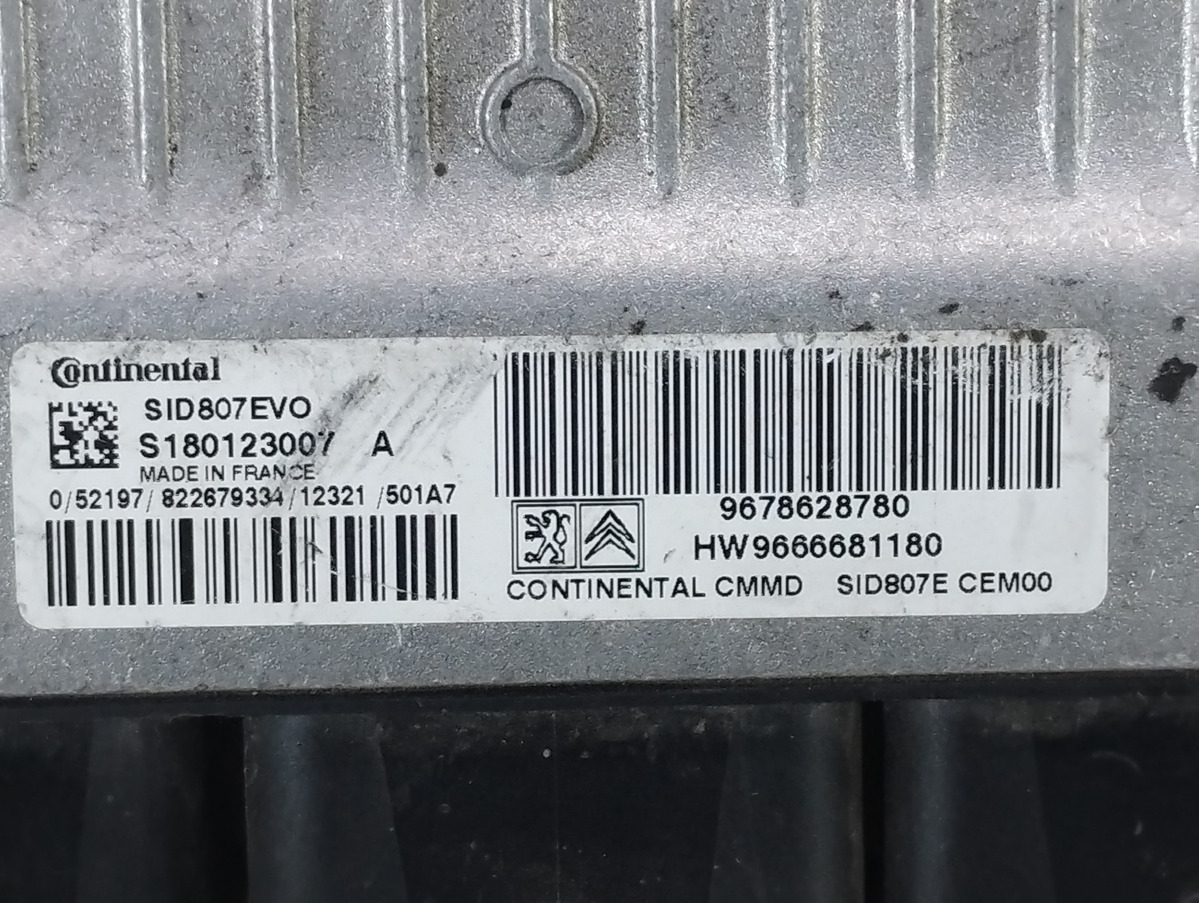 Continental
SID807EVO
S180123007 A
MADE IN FRANCE
0/52197/822679334/12321 /501A7
9678628780
HW9666681180
CONTINENTAL CMMD SID807E CEM00